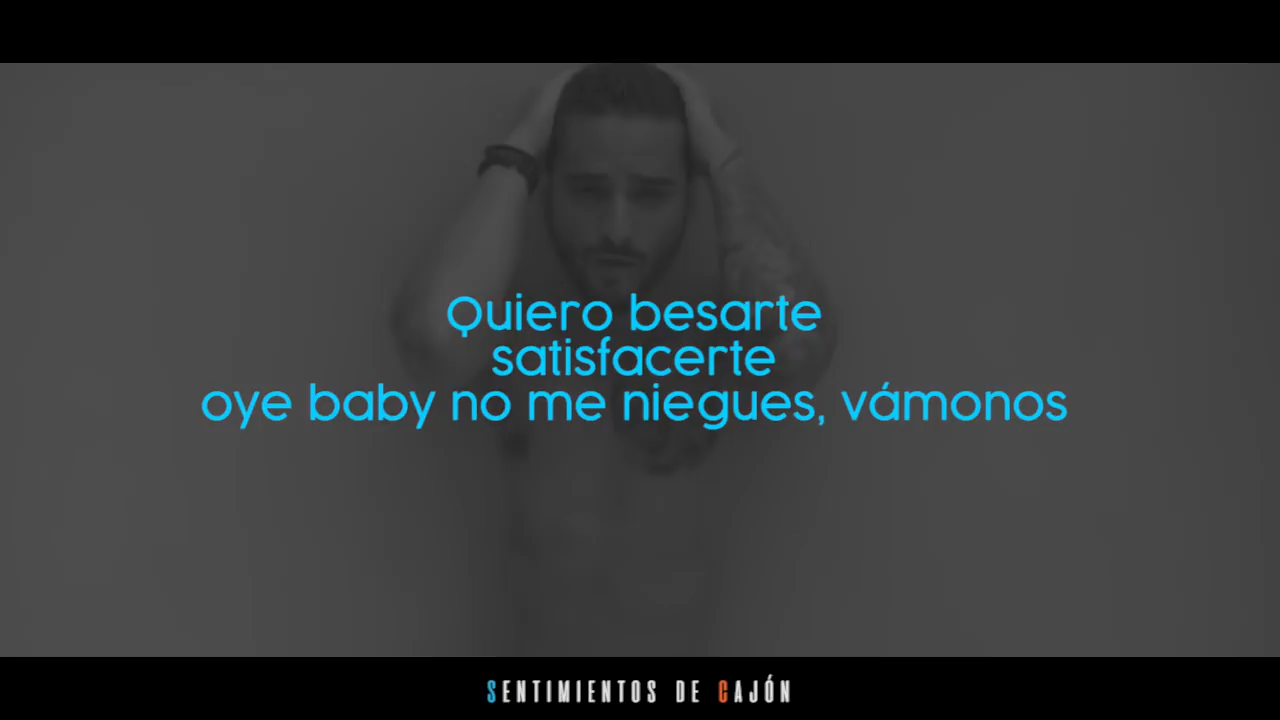 Quiero besarte
satisfacerte
oye baby no me niegues, vámonos
SENTIMIENTOS DE CAJÓN